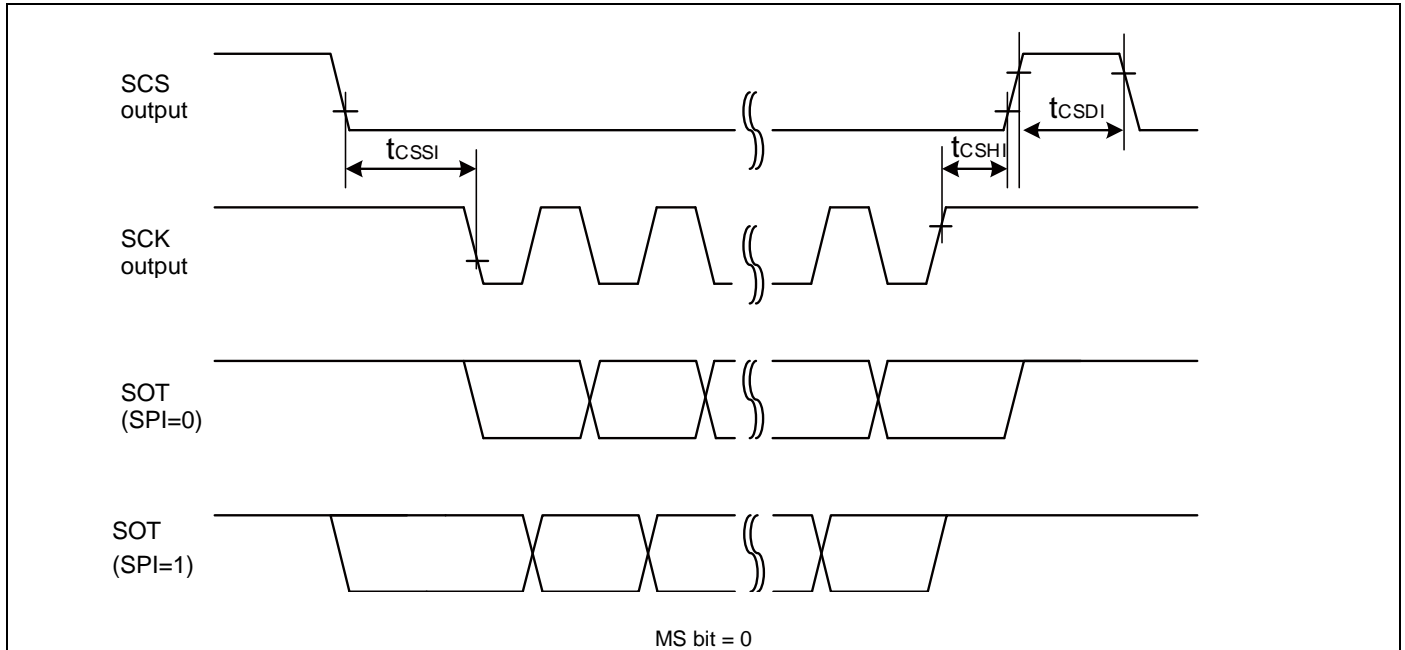 SCS
output
tCSSI
tCSHI
tCSDI
SCK
output
SOT
(SPI=0)
SOT
(SPI=1)
MS bit = 0